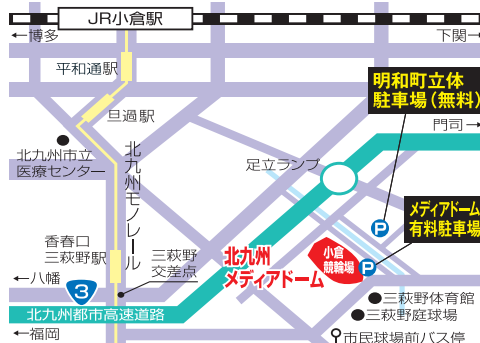 JR小倉駅
←博多
下関→
平和通駅
明和町立体
駐車場(無料)
旦過駅
門司→
北九州市立
医療センター
北九州モノレール
足立ランプ
メディアドーム
有料駐車場
P
香春口
三萩野駅
三萩野
交差点
北九州
メディアドーム
小倉
競輪場
P
←八幡
3
三萩野体育館
北九州都市高速道路
三萩野庭球場
←福岡
市民球場前バス停